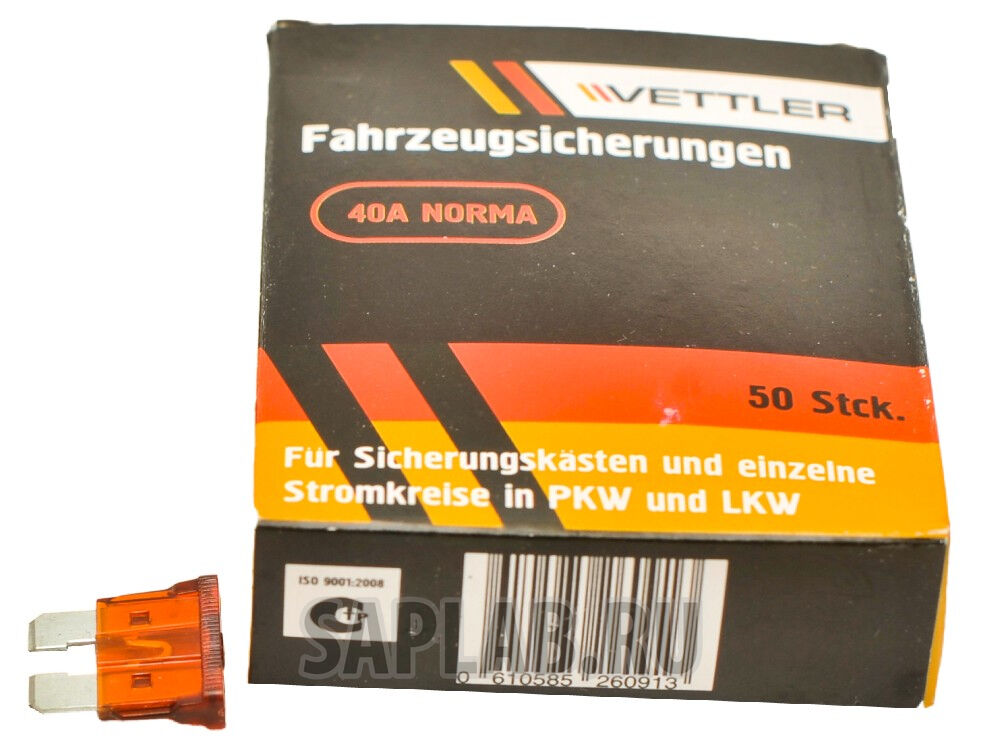 VETTLER
Fahrzeugsicherungen
40A NORMA
50 Stck.
Für Sicherungskästen und einzelne
Stromkreise in PKW und LKW
ISO 9001:2008
SAPLAB.RU
0 610585 260913